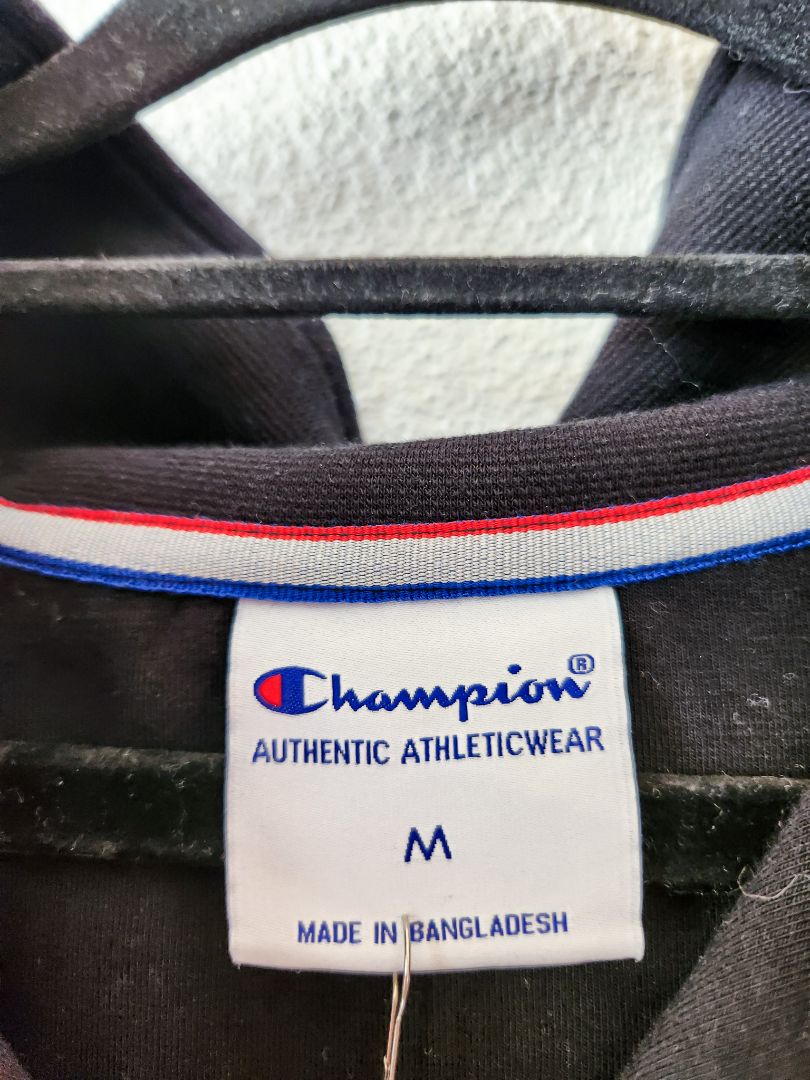 Champion®
AUTHENTIC ATHLETICWEAR
M
MADE IN BANGLADESH